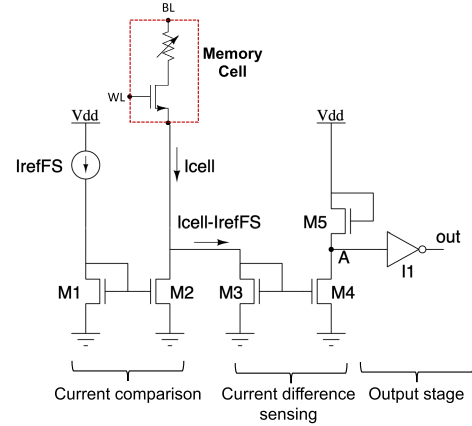 BL
Memory
Cell
WL
Vdd
Vdd
IrefFS
Icell
Icell-IrefFS
M5
out
A
I1
M1
M2
M3
M4
Current comparison
Current difference
sensing
Output stage